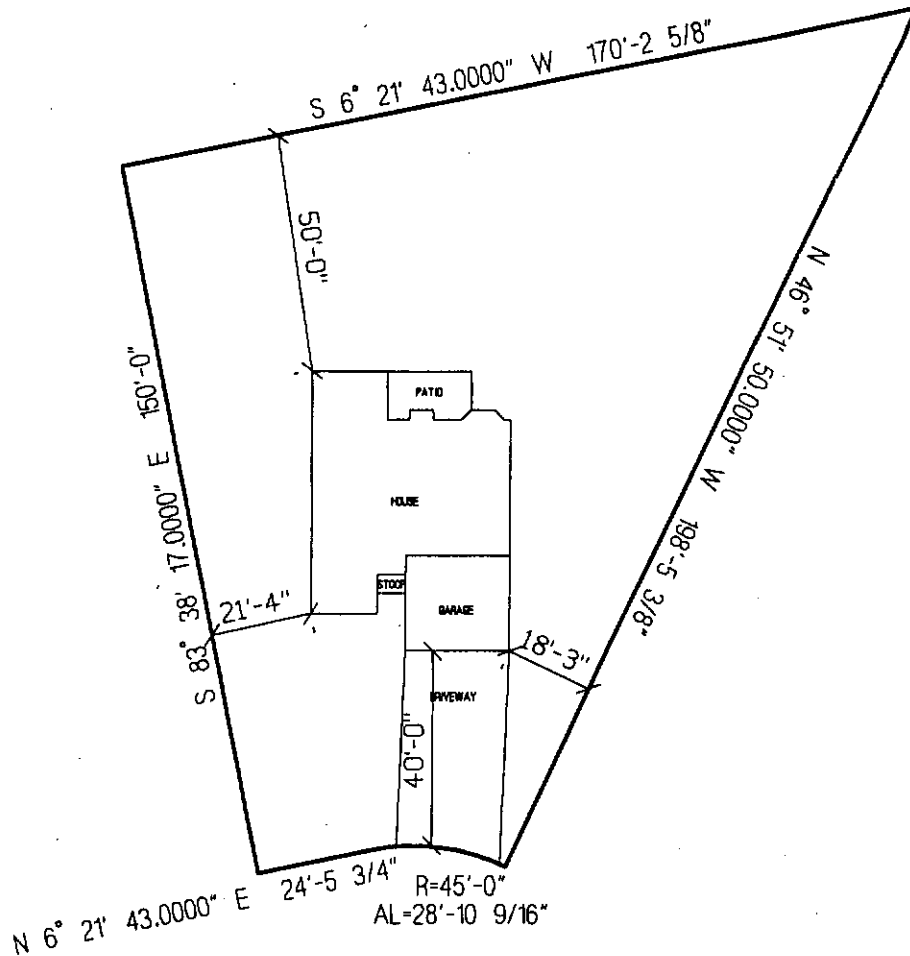 S 6° 21' 43.0000" W 170'-2 5/8"
50'-0"
N 46° 51' 50.0000" W 198'-5 3/8"
S 83° 38' 17.0000" E 150'-0"
PATIO
HOUSE
STOOP
GARAGE
21'-4"
18'-3"
DRIVEWAY
40'-0"
N 6° 21' 43.0000" E 24'-5 3/4"
R=45'-0"
AL=28'-10 9/16"